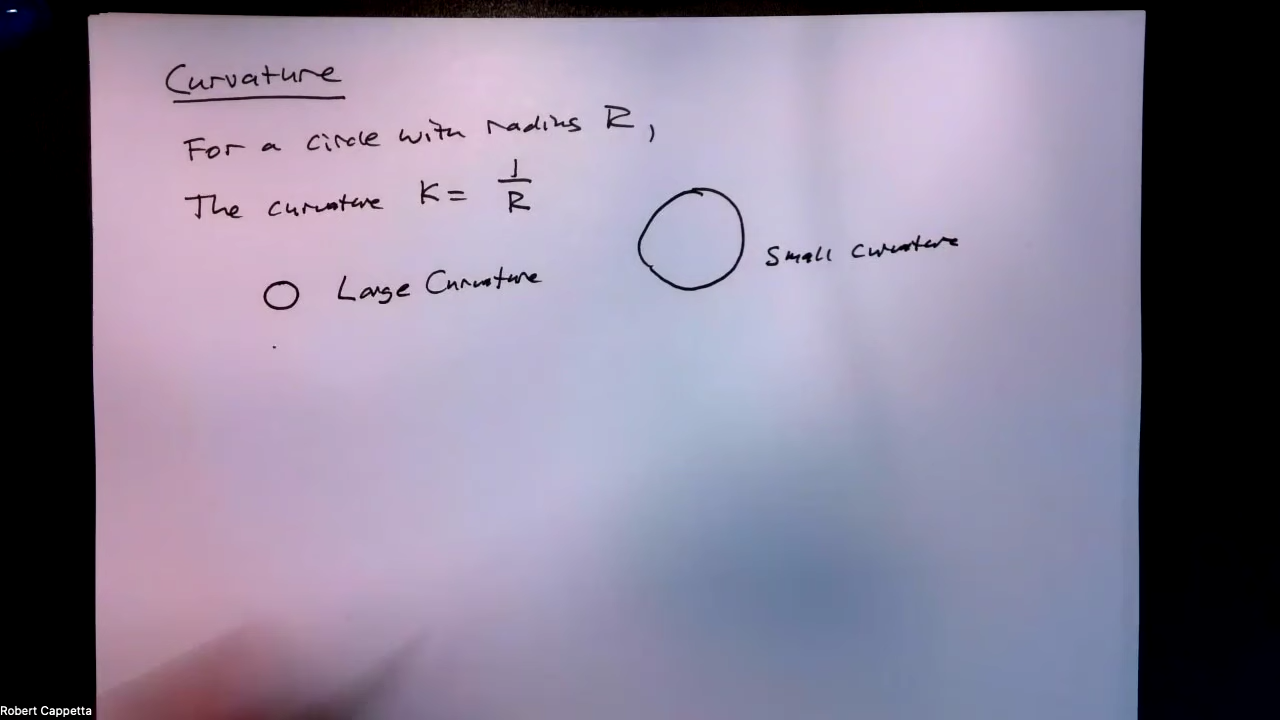 Curvature
For a circle with radius R,
The curvature K = 1/R
Large Curvature
Small curvature
Robert Cappetta